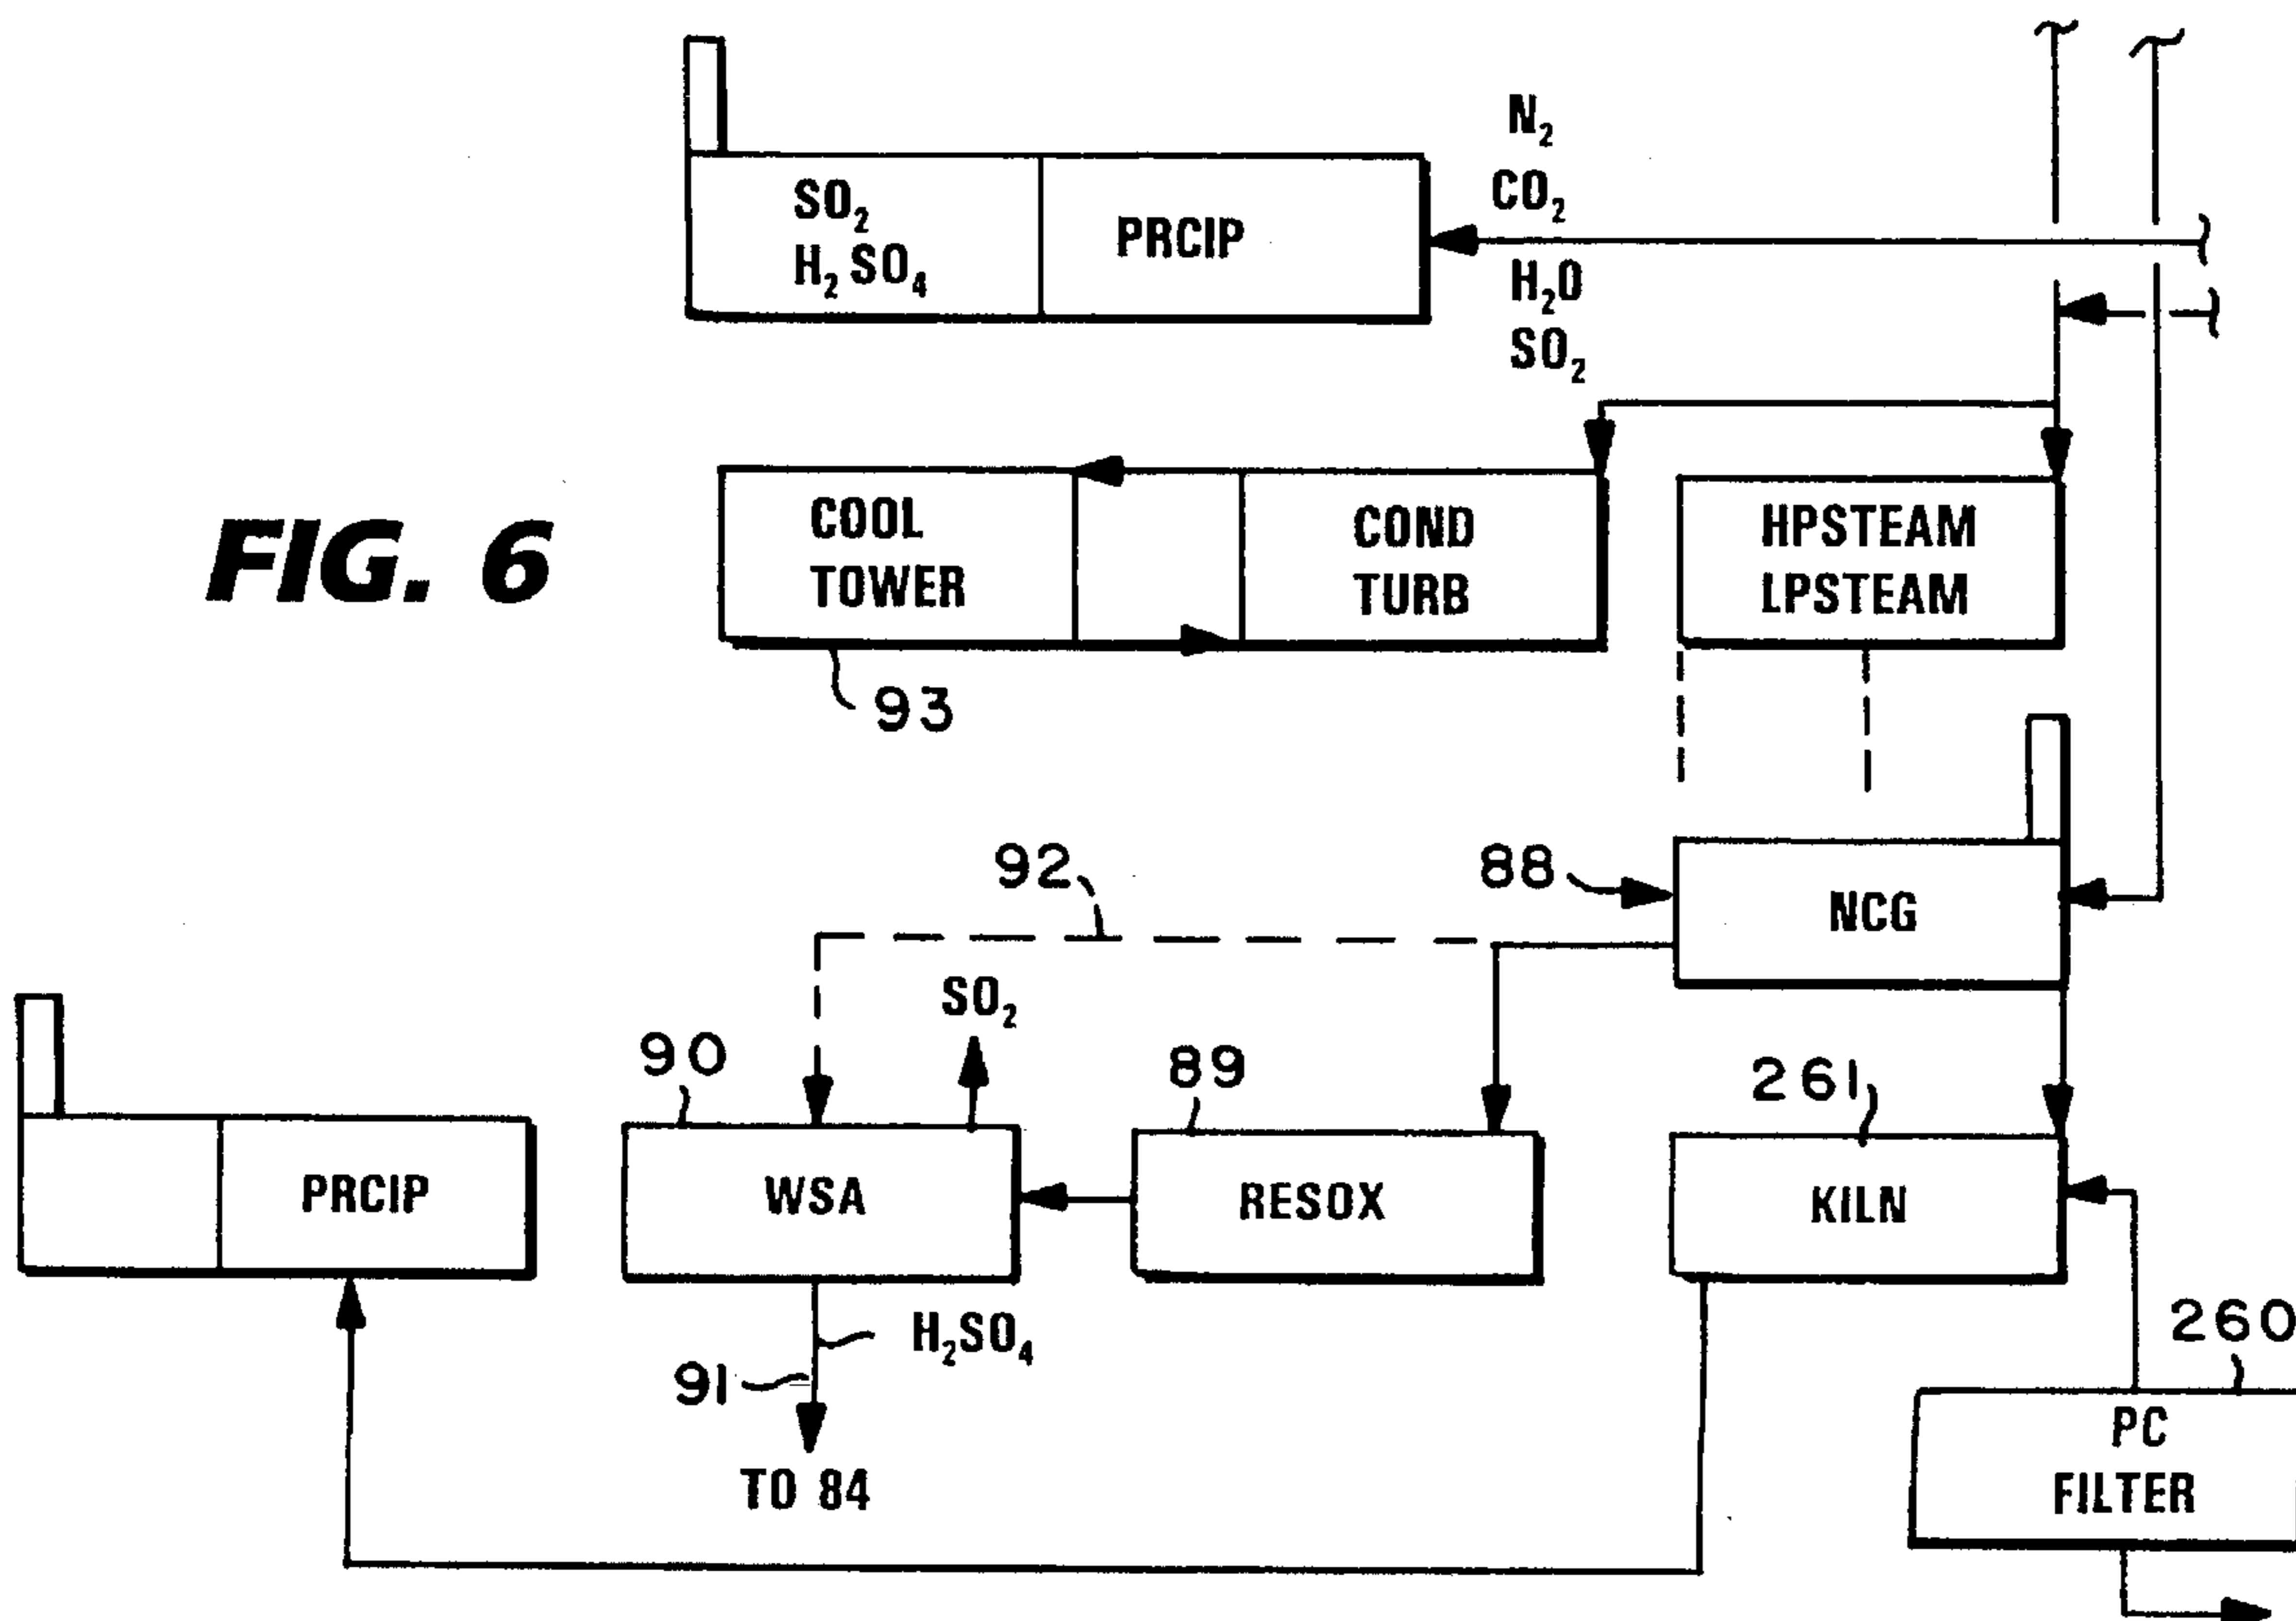 N₂
CO₂
SO₂
H₂SO₄
PRCIP
H₂O
SO₂
FIG. 6
COOL
TOWER
COND
TURB
HPSTEAM
LPSTEAM
93
92
88
NCG
SO₂
90
89
261
PRCIP
WSA
RESOX
KILN
H₂SO₄
91
260
TO 84
PC
FILTER